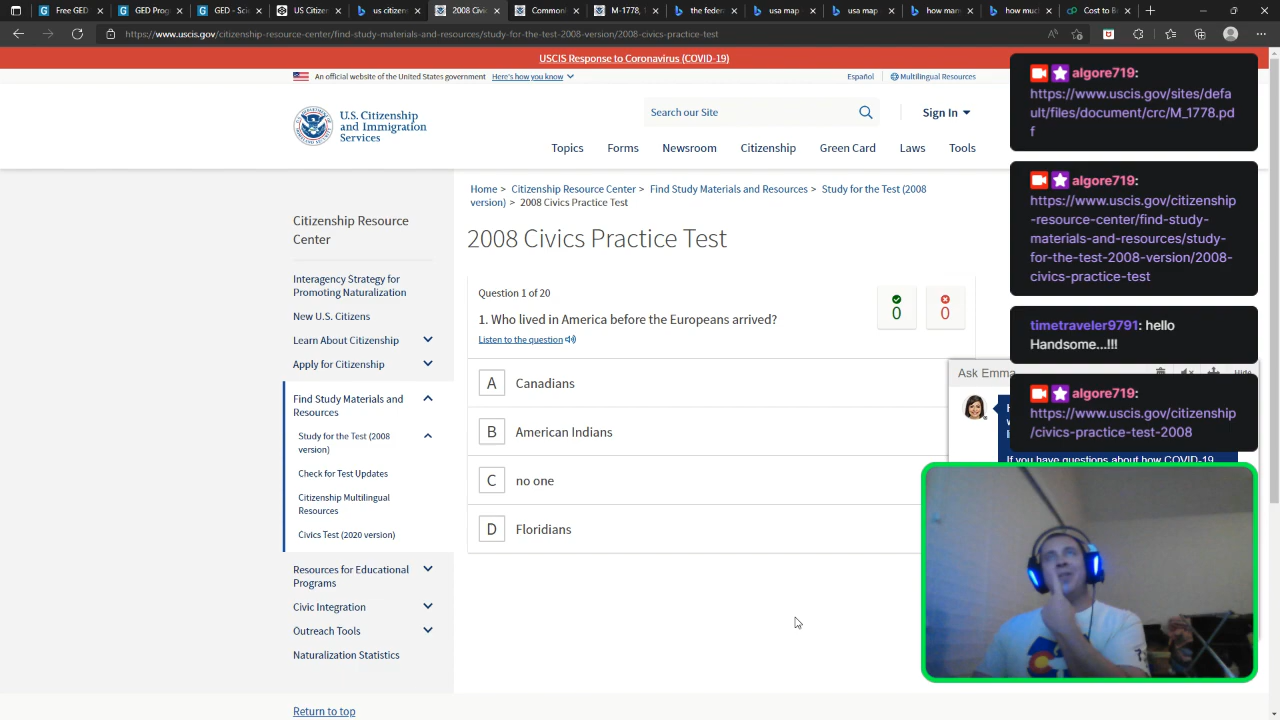 Free GED
GED Prog
GED - Scie
US Citizen
us citizen
2008 Civic
Commonl
M-1778,
the federa
usa map
usa map
how man
how much
Cost to Be
https://www.uscis.gov/citizenship-resource-center/find-study-materials-and-resources/study-for-the-test-2008-version/2008-civics-practice-test
USCIS Response to Coronavirus (COVID-19)
An official website of the United States government Here's how you know
Español
Multilingual Resources
U.S. Citizenship
and Immigration
Services
Search our Site
Sign In
Topics
Forms
Newsroom
Citizenship
Green Card
Laws
Tools
Home > Citizenship Resource Center > Find Study Materials and Resources > Study for the Test (2008
version) > 2008 Civics Practice Test
Citizenship Resource
Center
Interagency Strategy for
Promoting Naturalization
New U.S. Citizens
Learn About Citizenship
Apply for Citizenship
Find Study Materials and
Resources
Study for the Test (2008
version)
Check for Test Updates
Citizenship Multilingual
Resources
Civics Test (2020 version)
Resources for Educational
Programs
Civic Integration
Outreach Tools
Naturalization Statistics
Return to top
2008 Civics Practice Test
Question 1 of 20
0
0
1. Who lived in America before the Europeans arrived?
Listen to the question
A Canadians
B American Indians
C no one
D Floridians
Ask Emma
Hide
If you have questions about how COVID-19
algore719:
https://www.uscis.gov/sites/defa
ult/files/document/crc/M_1778.pd
f
algore719:
https://www.uscis.gov/citizenship
-resource-center/find-study-
materials-and-resources/study-
for-the-test-2008-version/2008-
civics-practice-test
timetraveler9791: hello
Handsome...!!!
algore719:
https://www.uscis.gov/citizenship
/civics-practice-test-2008